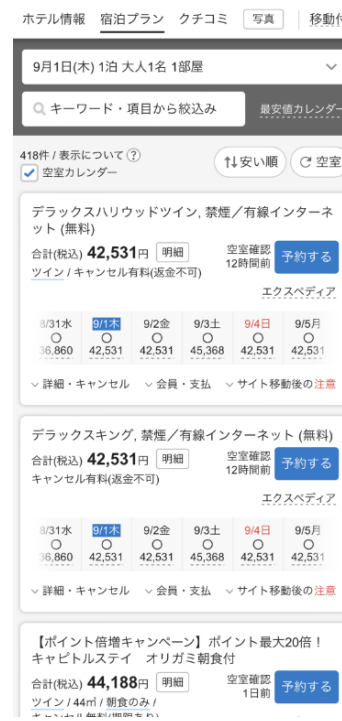 ホテル情報 宿泊プラン クチコミ 写真 移動
9月1日(木) 1泊 大人1名 1部屋
キーワード・項目から絞込み 最安値カレンダー
418件 / 表示について ? ↑↓安い順 空室
空室カレンダー
デラックスハリウッドツイン, 禁煙／有線インターネ
ット (無料)
合計(税込) 42,531円 明細 空室確認 予約する
ツイン / キャンセル有料(返金不可) 12時間前
エクスペディア
8/31水 9/1木 9/2金 9/3土 9/4日 9/5月
○ ○ ○ ○ ○ ○
36,860 42,531 42,531 45,368 42,531 42,531
詳細・キャンセル 会員・支払 サイト移動後の注意
デラックスキング, 禁煙／有線インターネット (無料)
合計(税込) 42,531円 明細 空室確認 予約する
キャンセル有料(返金不可) 12時間前
エクスペディア
8/31水 9/1木 9/2金 9/3土 9/4日 9/5月
○ ○ ○ ○ ○ ○
36,860 42,531 42,531 45,368 42,531 42,531
詳細・キャンセル 会員・支払 サイト移動後の注意
【ポイント倍増キャンペーン】ポイント最大20倍！
キャピトルステイ オリガミ朝食付
合計(税込) 44,188円 明細 空室確認 予約する
ツイン / 44㎡ / 朝食のみ / 1日前
キャンセル無料(期限あり)